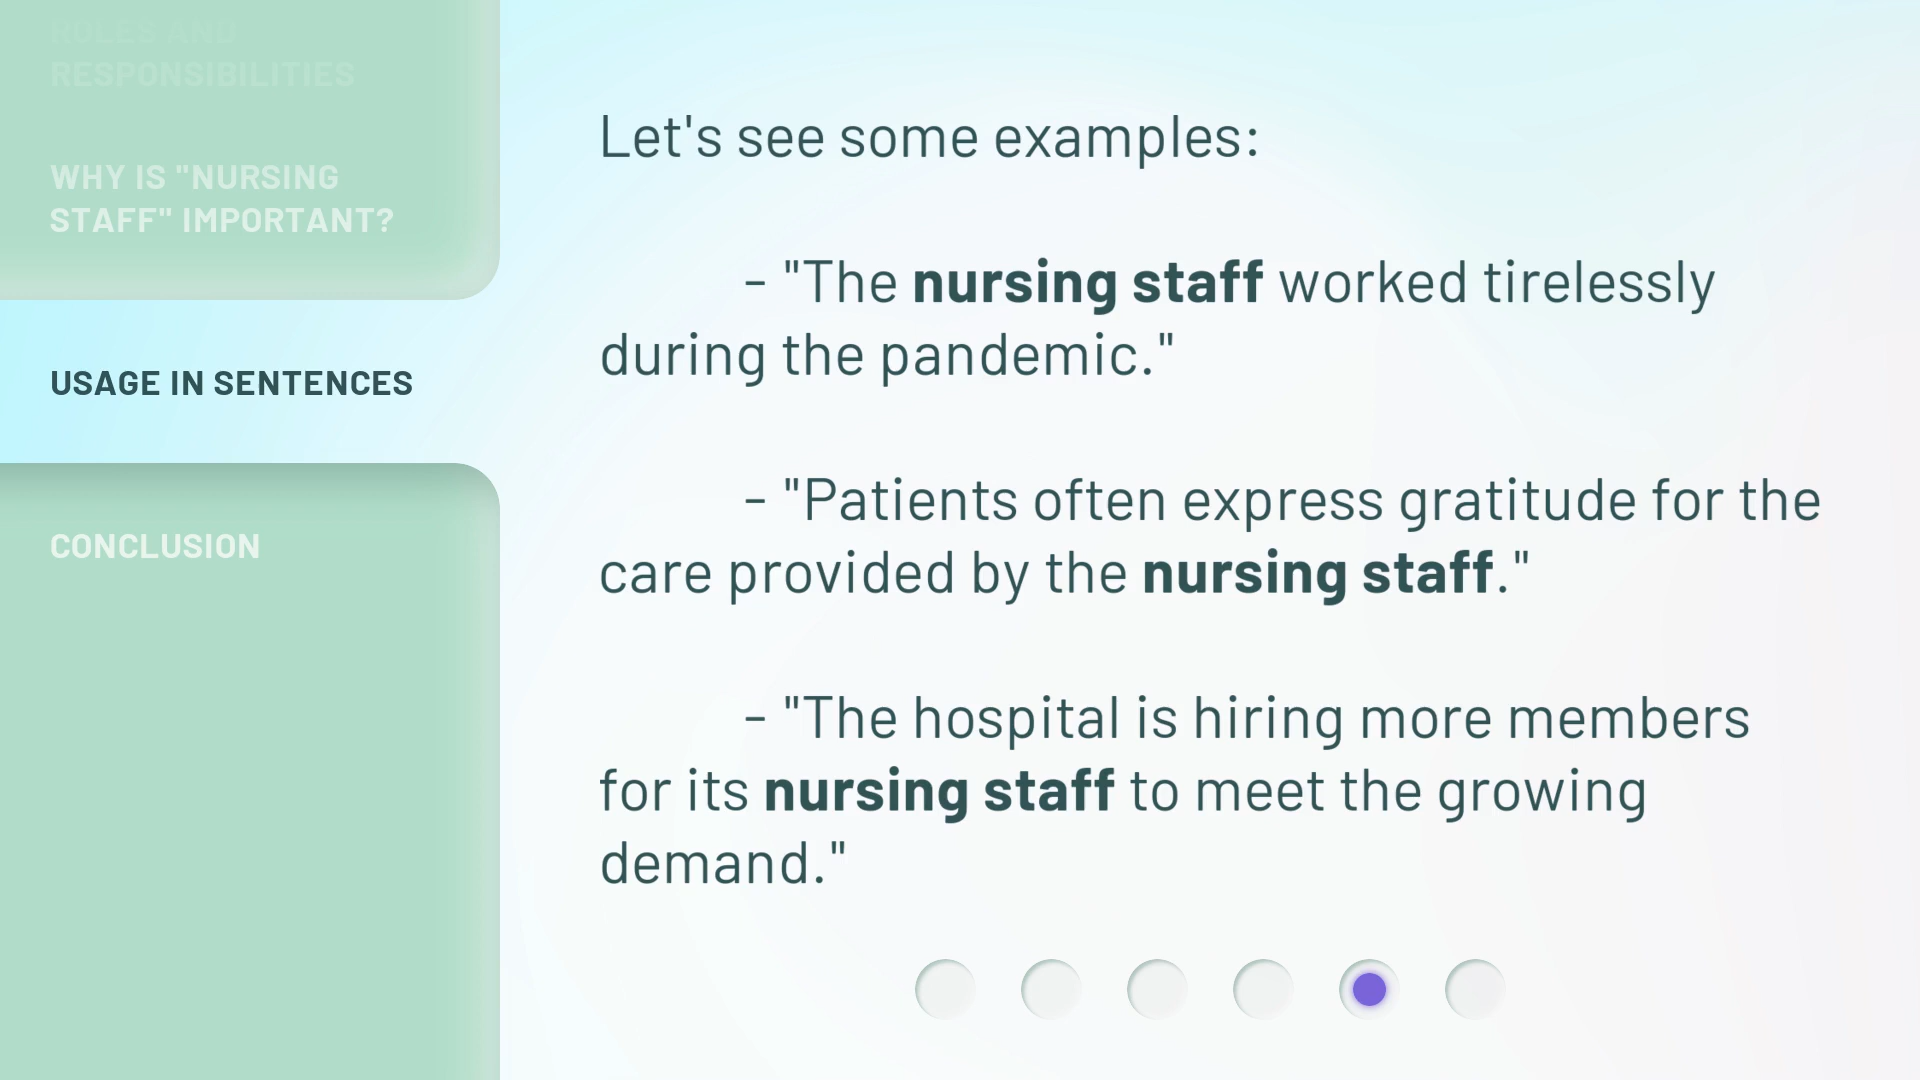 ROLES AND
RESPONSIBILITIES
WHY IS "NURSING
STAFF" IMPORTANT?
USAGE IN SENTENCES
CONCLUSION
Let's see some examples:
- "The nursing staff worked tirelessly
during the pandemic."
- "Patients often express gratitude for the
care provided by the nursing staff."
- "The hospital is hiring more members
for its nursing staff to meet the growing
demand."